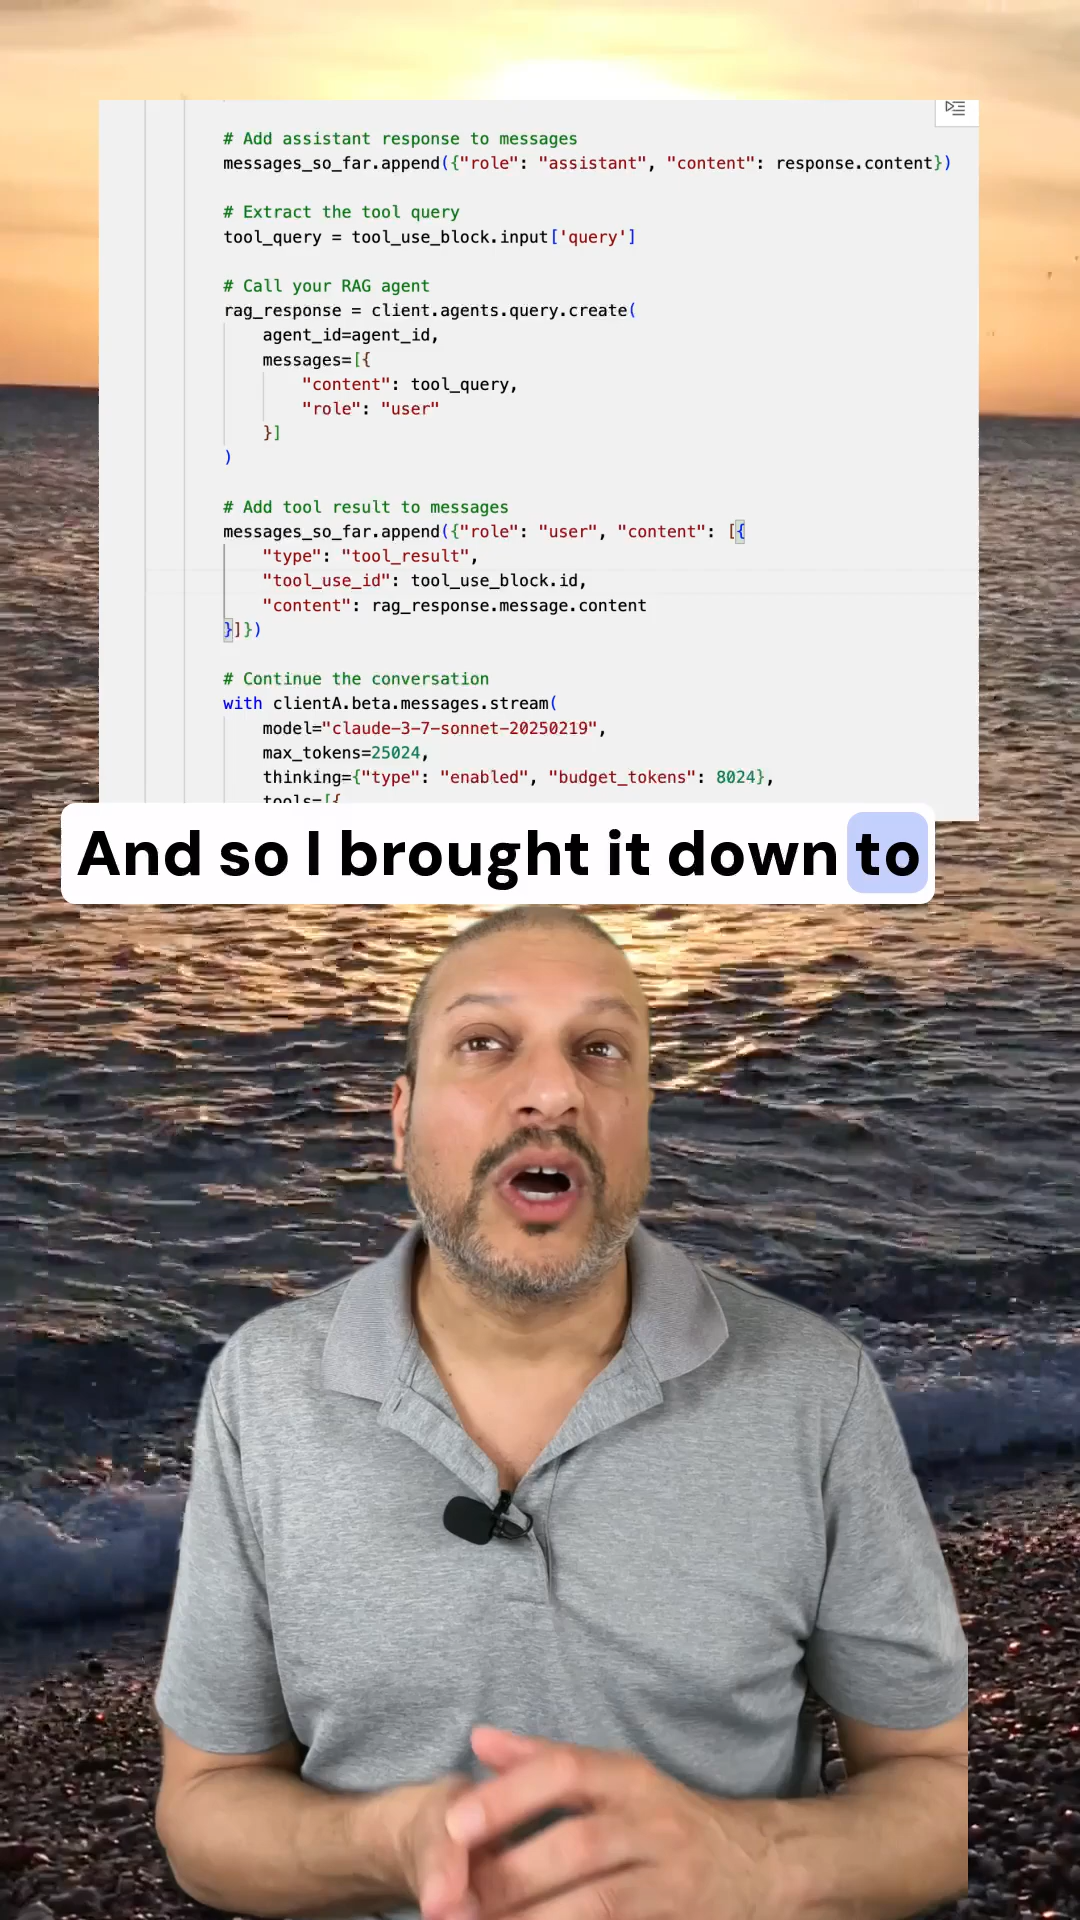 # Add assistant response to messages
messages_so_far.append({"role": "assistant", "content": response.content})
# Extract the tool query
tool_query = tool_use_block.input['query']
# Call your RAG agent
rag_response = client.agents.query.create(
agent_id=agent_id,
messages=[{
"content": tool_query,
"role": "user"
}]
)
# Add tool result to messages
messages_so_far.append({"role": "user", "content": [{
"type": "tool_result",
"tool_use_id": tool_use_block.id,
"content": rag_response.message.content
}]})
# Continue the conversation
with clientA.beta.messages.stream(
model="claude-3-7-sonnet-20250219",
max_tokens=25024,
thinking={"type": "enabled", "budget_tokens": 8024},
tools=[{
And so I brought it down to